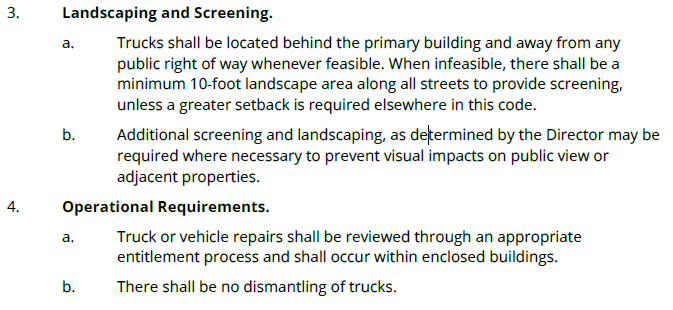 3. Landscaping and Screening.
a. Trucks shall be located behind the primary building and away from any
public right of way whenever feasible. When infeasible, there shall be a
minimum 10-foot landscape area along all streets to provide screening,
unless a greater setback is required elsewhere in this code.
b. Additional screening and landscaping, as determined by the Director may be
required where necessary to prevent visual impacts on public view or
adjacent properties.
4. Operational Requirements.
a. Truck or vehicle repairs shall be reviewed through an appropriate
entitlement process and shall occur within enclosed buildings.
b. There shall be no dismantling of trucks.